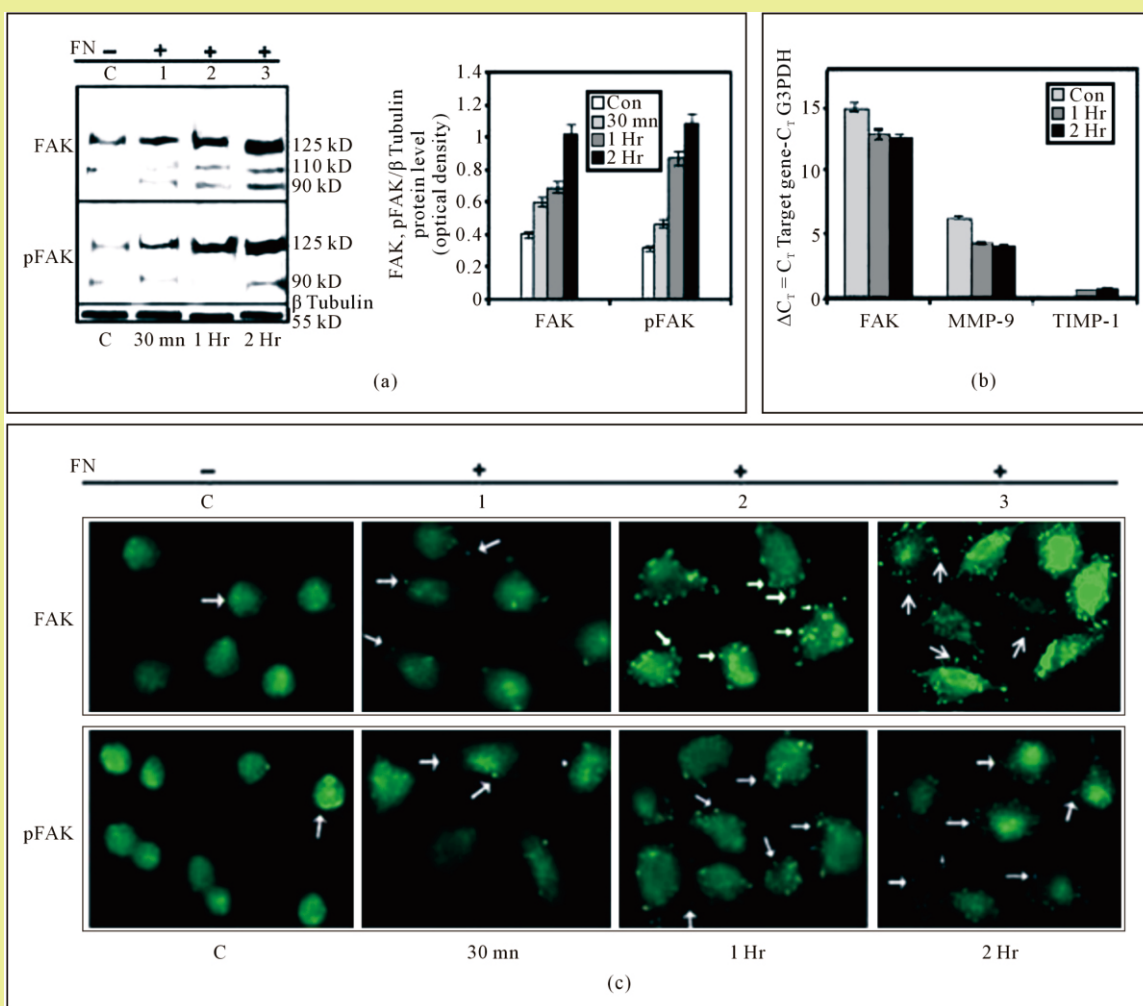 FN − + + +
C 1 2 3
FAK
125 kD
110 kD
90 kD
pFAK
125 kD
90 kD
β Tubulin
55 kD
C 30 mn 1 Hr 2 Hr
FAK, pFAK/β Tubulin
protein level
(optical density)
1.4
1.2
1
0.8
0.6
0.4
0.2
0
Con
30 mn
1 Hr
2 Hr
FAK pFAK
(a)
ΔC_T = C_T Target gene-C_T G3PDH
15
10
5
0
Con
1 Hr
2 Hr
FAK MMP-9 TIMP-1
(b)
FN − + + +
C 1 2 3
FAK
pFAK
C 30 mn 1 Hr 2 Hr
(c)